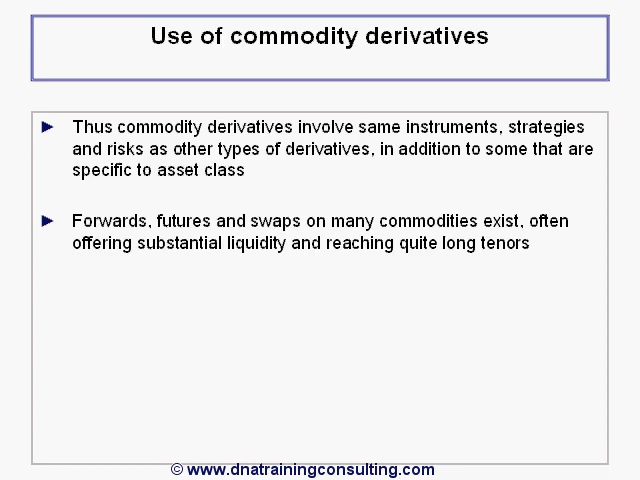 Use of commodity derivatives
► Thus commodity derivatives involve same instruments, strategies
and risks as other types of derivatives, in addition to some that are
specific to asset class
► Forwards, futures and swaps on many commodities exist, often
offering substantial liquidity and reaching quite long tenors
© www.dnatrainingconsulting.com